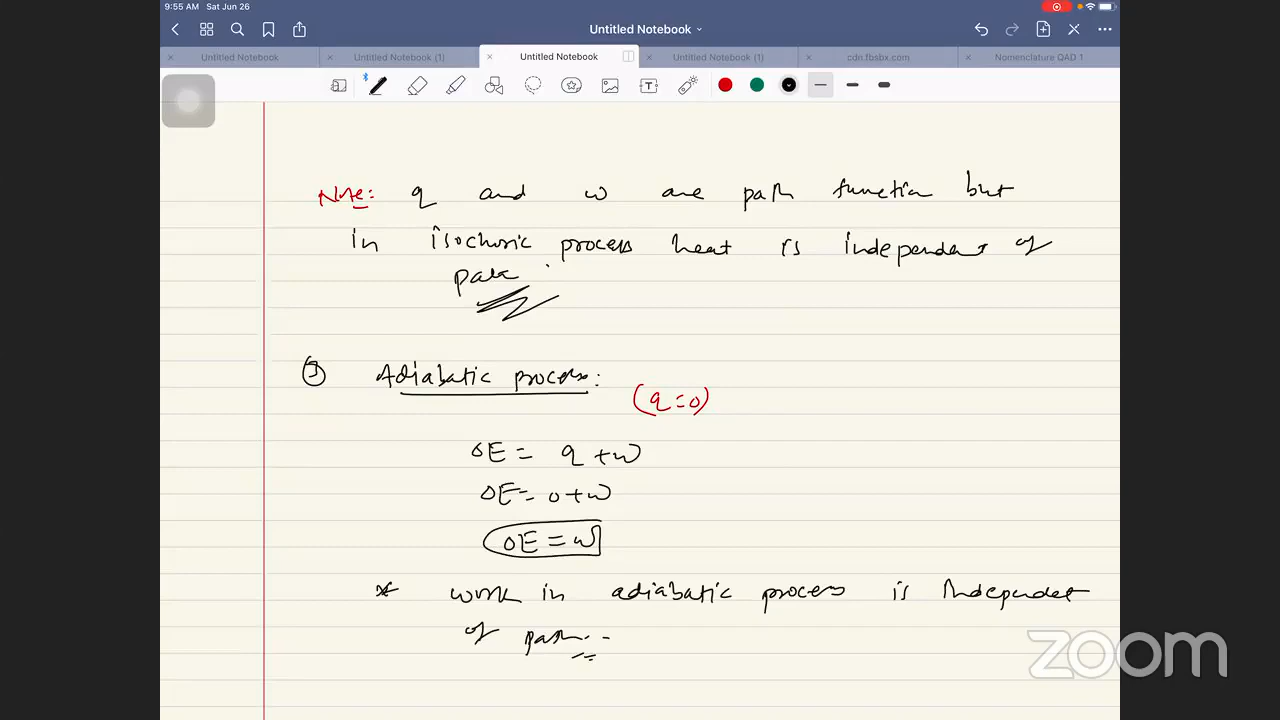 9:55 AM Sat Jun 26
Untitled Notebook
Untitled Notebook
Untitled Notebook (1)
Untitled Notebook
Untitled Notebook (1)
cdn.fbsbx.com
Nomenclature QAD 1
Note: q and w are path function but
in isochoric process heat is independent of
path.
③ Adiabatic process:
(q=0)
ΔE = q+w
ΔE = 0+w
ΔE = w
* work in adiabatic process is independent
of path..
zoom